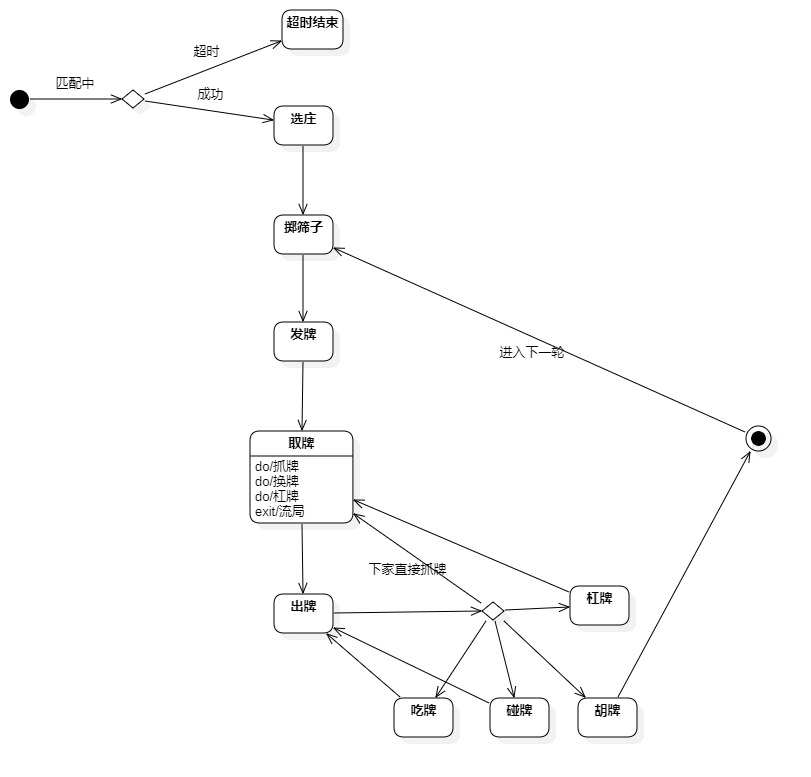 超时结束
超时
匹配中
成功
选庄
掷筛子
进入下一轮
发牌
取牌
do/抓牌
do/换牌
do/杠牌
exit/流局
下家直接抓牌
出牌
杠牌
吃牌
碰牌
胡牌